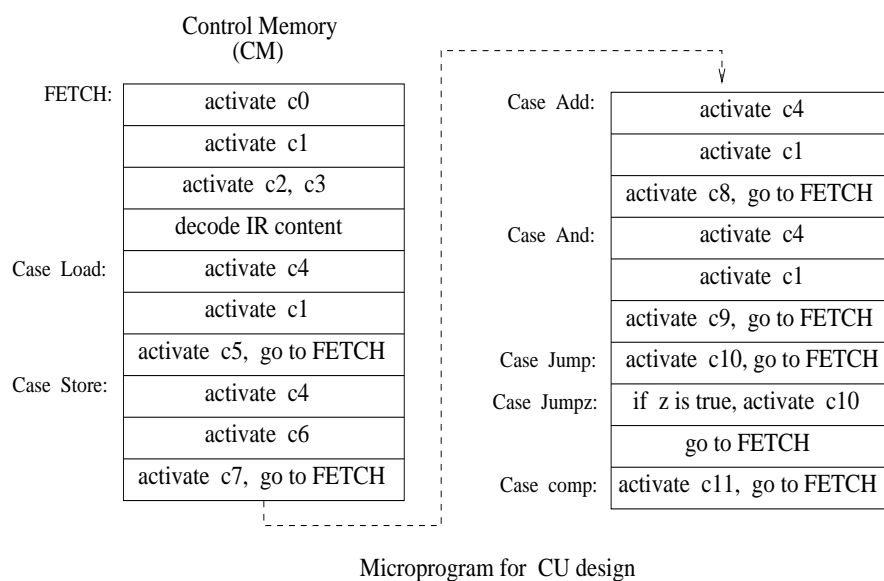 Control Memory
(CM)
FETCH:
activate c0
activate c1
activate c2, c3
decode IR content
Case Load:
activate c4
activate c1
activate c5, go to FETCH
Case Store:
activate c4
activate c6
activate c7, go to FETCH
Case Add:
activate c4
activate c1
activate c8, go to FETCH
Case And:
activate c4
activate c1
activate c9, go to FETCH
Case Jump:
activate c10, go to FETCH
Case Jumpz:
if z is true, activate c10
go to FETCH
Case comp:
activate c11, go to FETCH
Microprogram for CU design